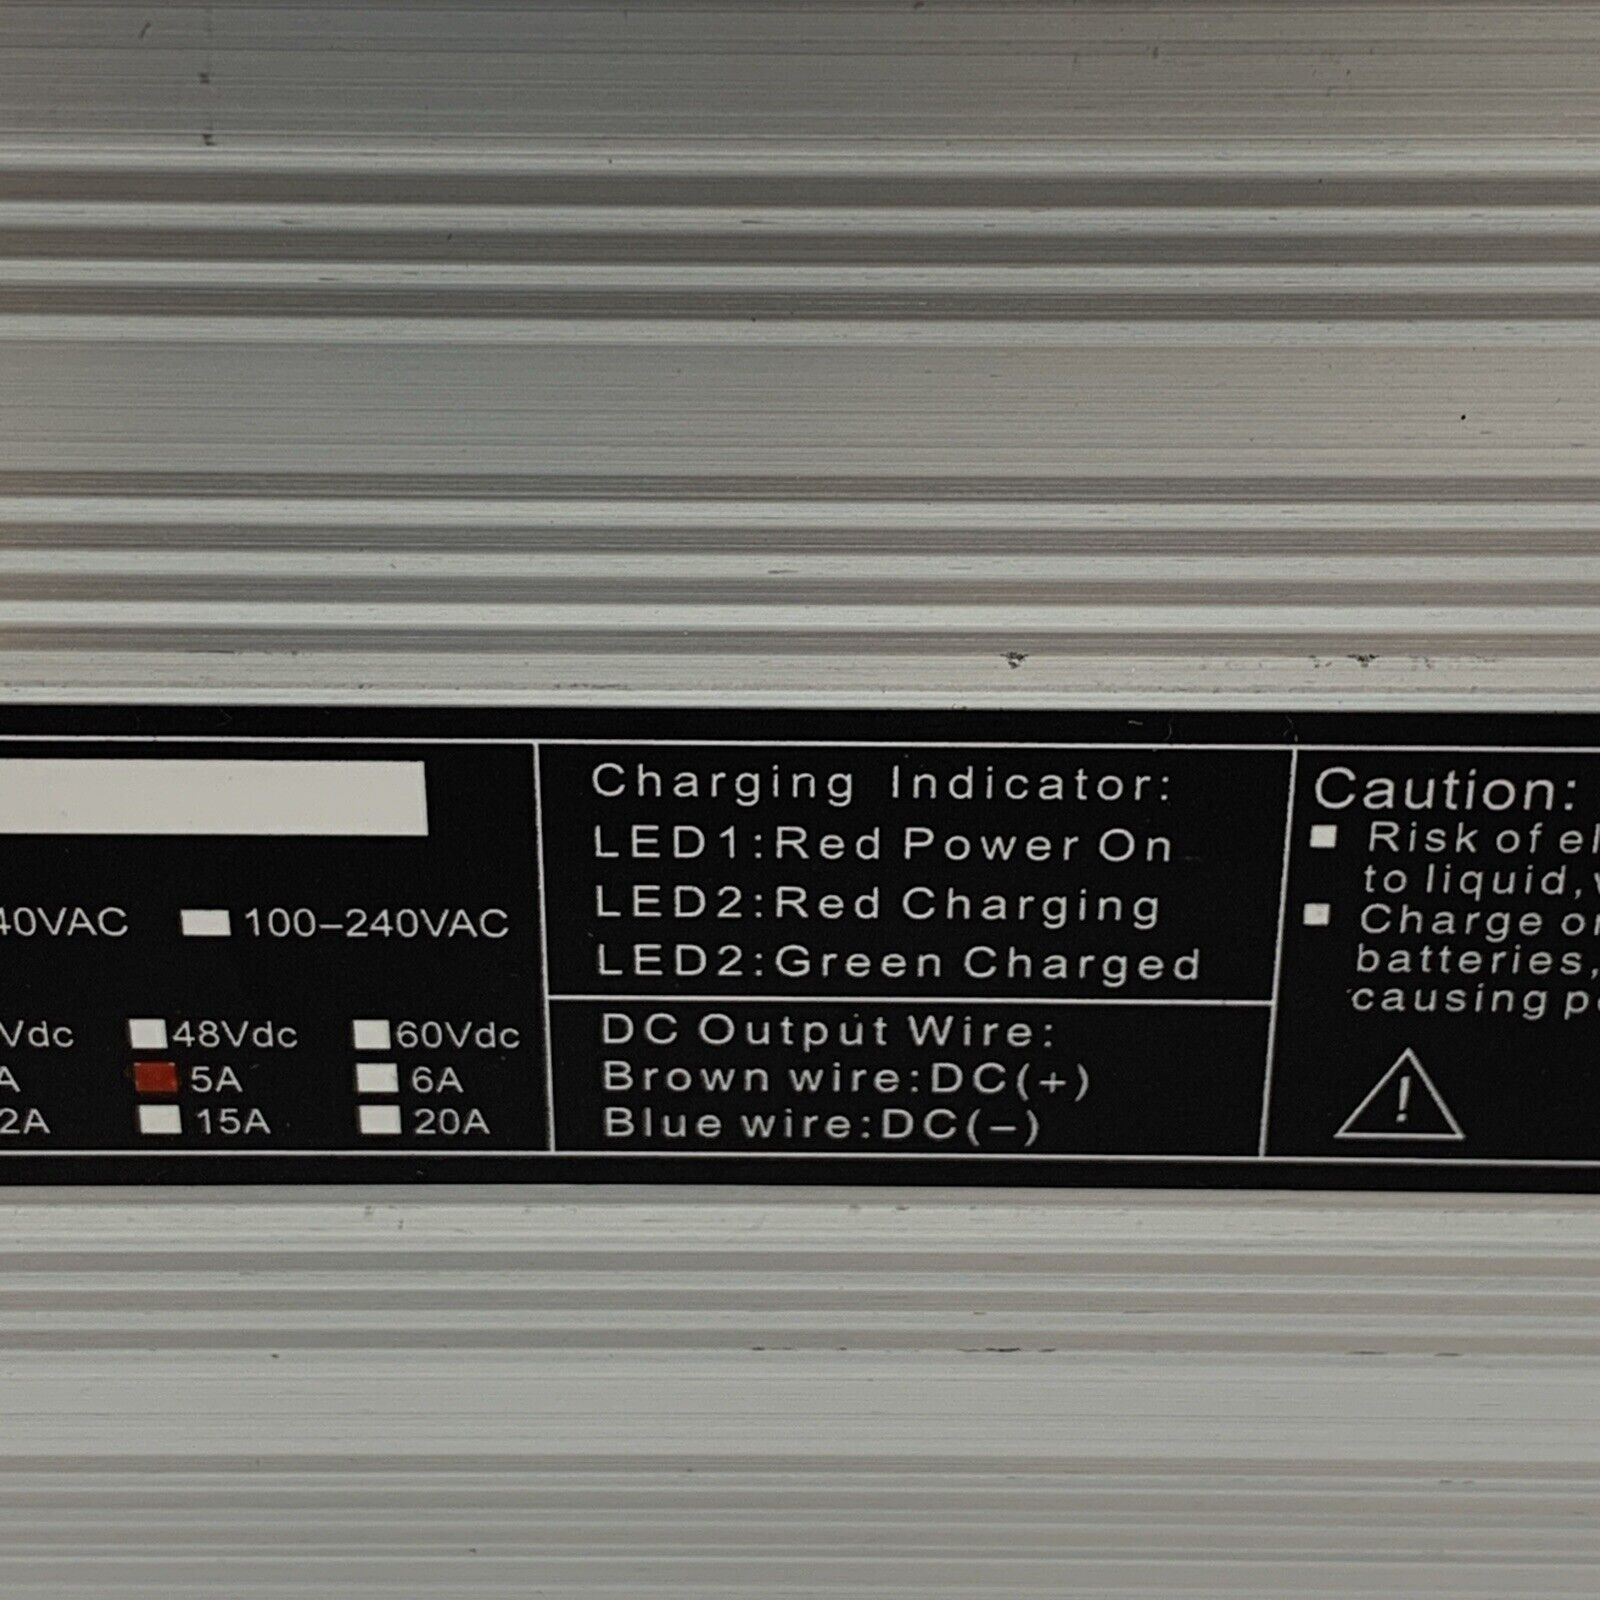 40VAC 100–240VAC
Vdc 48Vdc 60Vdc
A 5A 6A
2A 15A 20A
Charging Indicator:
LED1:Red Power On
LED2:Red Charging
LED2:Green Charged
DC Output Wire:
Brown wire:DC(+)
Blue wire:DC(–)
Caution:
Risk of el
to liquid,
Charge
batteries,
causing
!